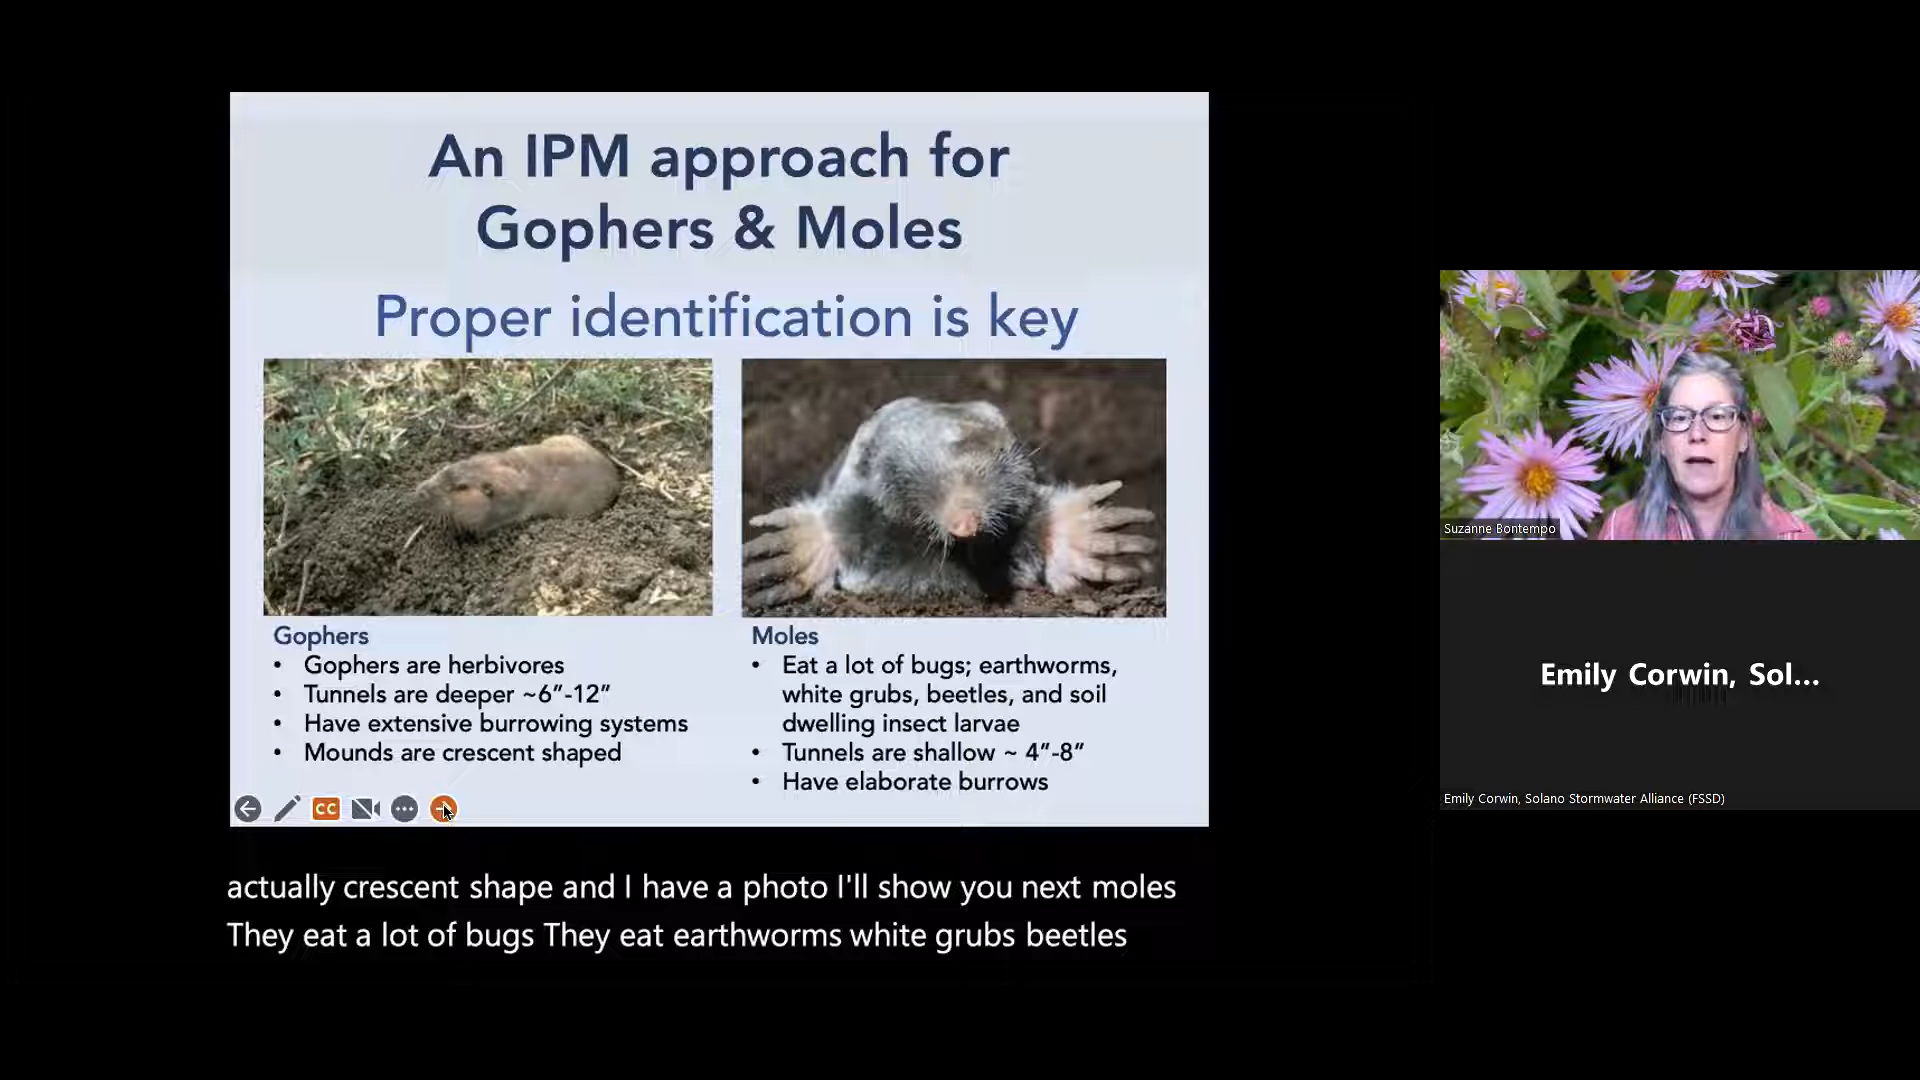 An IPM approach for
Gophers & Moles
Proper identification is key
Gophers
• Gophers are herbivores
• Tunnels are deeper ~6”-12”
• Have extensive burrowing systems
• Mounds are crescent shaped
Moles
• Eat a lot of bugs; earthworms,
white grubs, beetles, and soil
dwelling insect larvae
• Tunnels are shallow ~ 4”-8”
• Have elaborate burrows
CC
actually crescent shape and I have a photo I'll show you next moles
They eat a lot of bugs They eat earthworms white grubs beetles
Suzanne Bontempo
Emily Corwin, Sol...
Emily Corwin, Solano Stormwater Alliance (FSSD)